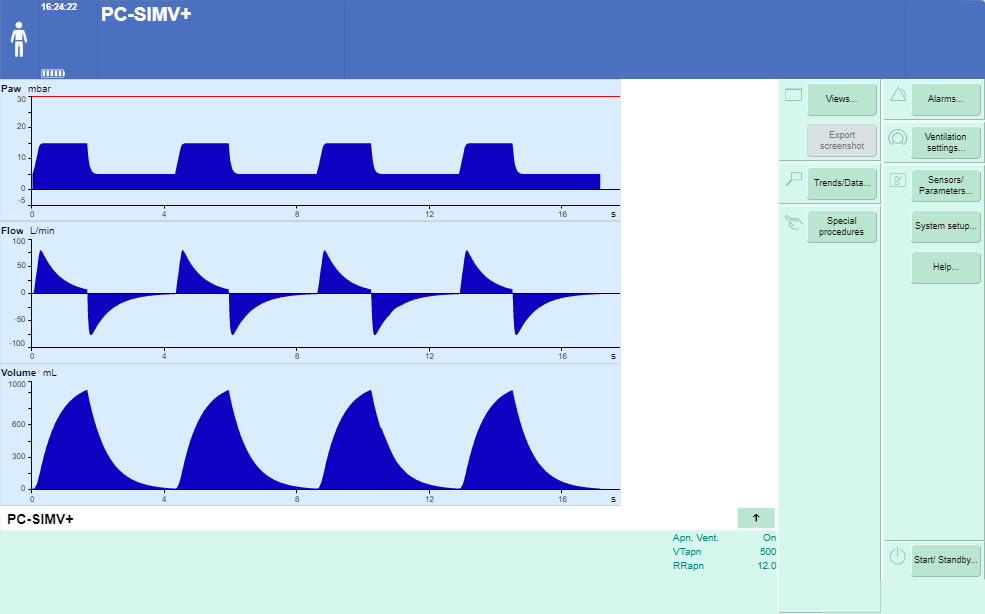 16:24:22
PC-SIMV+
Paw mbar
30
20
10
0
-5
0 4 8 12 16 s
Flow L/min
100
50
0
-50
-100
0 4 8 12 16 s
Volume mL
1000
600
300
0
0 4 8 12 16 s
PC-SIMV+
Apn. Vent. On
VTapn 500
RRapn 12.0
Views...
Export
screenshot
Trends/Data...
Special
procedures
Alarms...
Ventilation
settings...
Sensors/
Parameters...
System setup...
Help...
Start/ Standby...